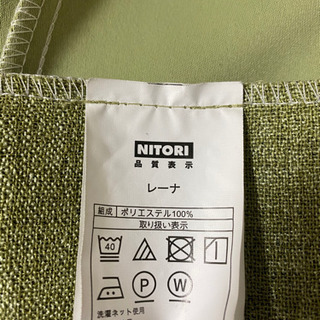 NITORI
品質表示
レーナ
組成 ポリエステル100%
取り扱い表示
40
P W
洗濯ネット使用